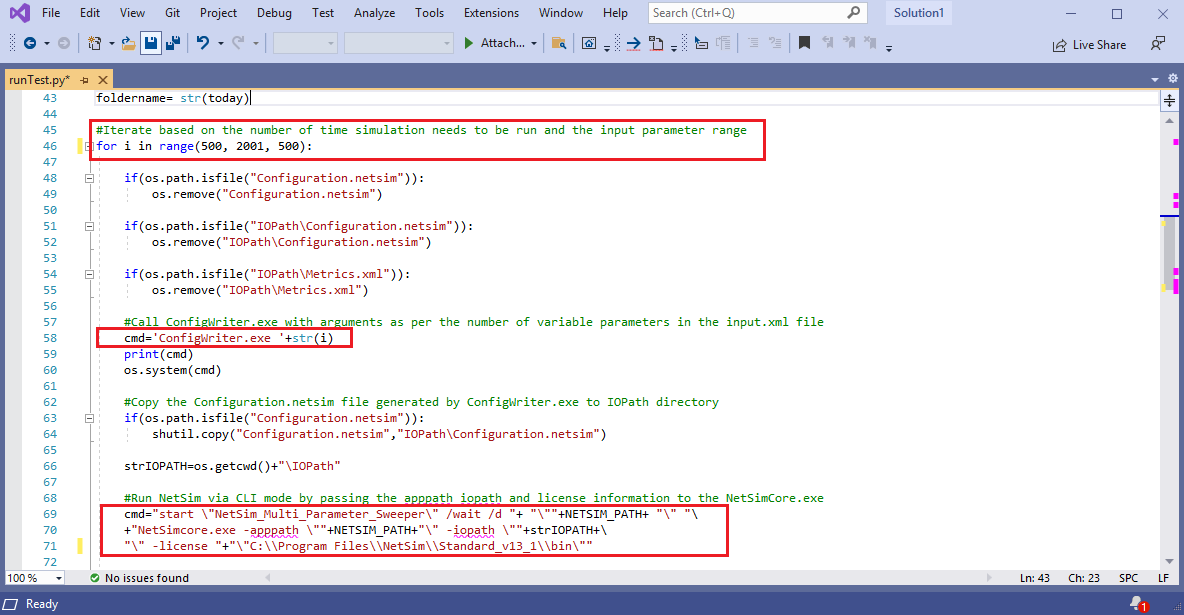 File Edit View Git Project Debug Test Analyze Tools Extensions Window Help Search (Ctrl+Q) Solution1
Attach... Live Share
runTest.py*
43 foldername= str(today)
44
45 #Iterate based on the number of time simulation needs to be run and the input parameter range
46 for i in range(500, 2001, 500):
47
48 if(os.path.isfile("Configuration.netsim")):
49 os.remove("Configuration.netsim")
50
51 if(os.path.isfile("IOPath\Configuration.netsim")):
52 os.remove("IOPath\Configuration.netsim")
53
54 if(os.path.isfile("IOPath\Metrics.xml")):
55 os.remove("IOPath\Metrics.xml")
56
57 #Call ConfigWriter.exe with arguments as per the number of variable parameters in the input.xml file
58 cmd='ConfigWriter.exe '+str(i)
59 print(cmd)
60 os.system(cmd)
61
62 #Copy the Configuration.netsim file generated by ConfigWriter.exe to IOPath directory
63 if(os.path.isfile("Configuration.netsim")):
64 shutil.copy("Configuration.netsim","IOPath\Configuration.netsim")
65
66 strIOPATH=os.getcwd()+"\IOPath"
67
68 #Run NetSim via CLI mode by passing the apppath iopath and license information to the NetSimCore.exe
69 cmd="start \"NetSim_Multi_Parameter_Sweeper\" /wait /d "+ "\""+NETSIM_PATH+ "\" "\
70 +"NetSimcore.exe -apppath \""+NETSIM_PATH+"\" -iopath \""+strIOPATH+\
71 "\" -license "+"\"C:\\Program Files\\NetSim\\Standard_v13_1\\bin\""
72
100 % No issues found Ln: 43 Ch: 23 SPC LF
Ready 1